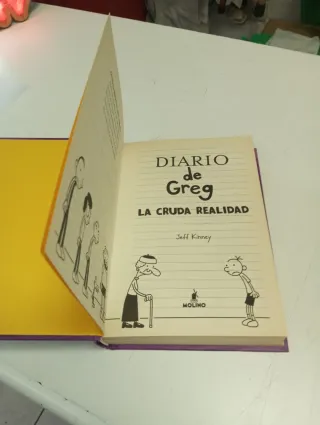 DIARIO
de
Greg
LA CRUDA REALIDAD
Jeff Kinney
MOLINO